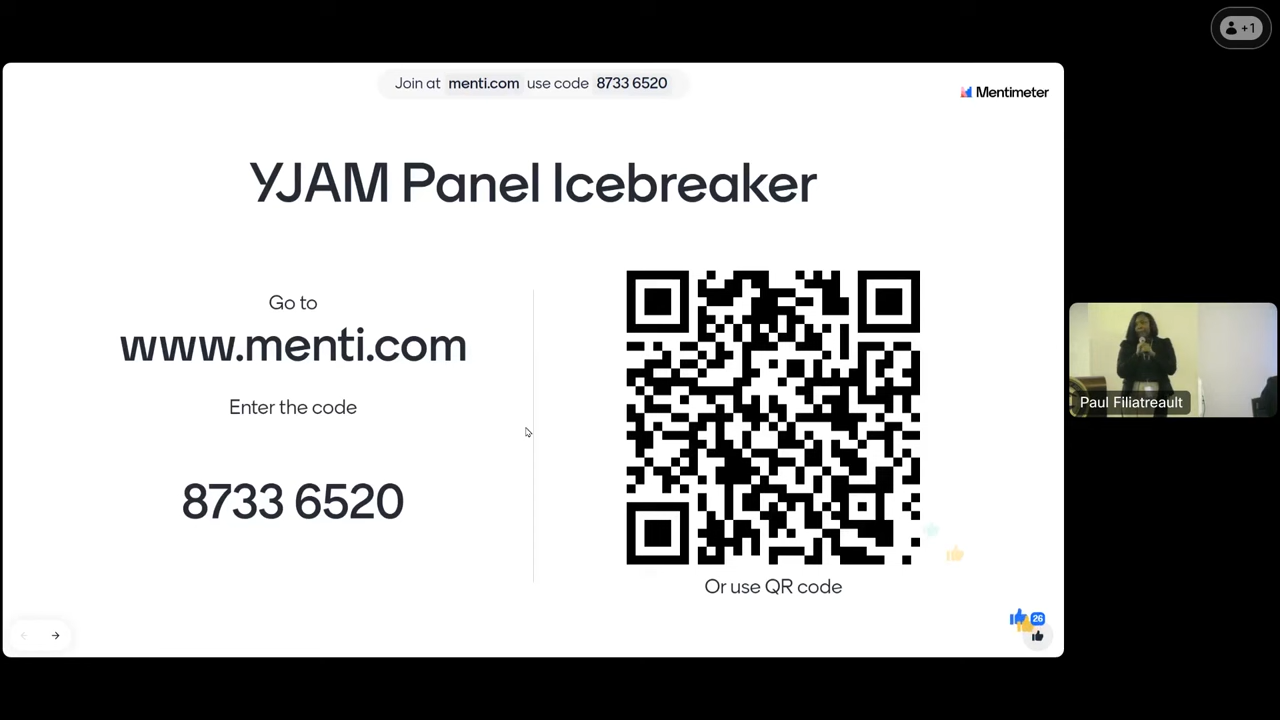 +1
Join at menti.com use code 8733 6520
Mentimeter
YJAM Panel Icebreaker
Go to
www.menti.com
Enter the code
8733 6520
Or use QR code
26
Paul Filiatreault